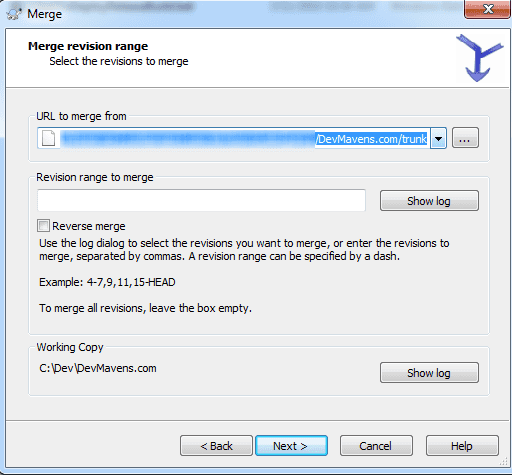 Merge
Merge revision range
Select the revisions to merge
URL to merge from
/DevMavens.com/trunk
...
Revision range to merge
Show log
Reverse merge
Use the log dialog to select the revisions you want to merge, or enter the revisions to
merge, separated by commas. A revision range can be specified by a dash.
Example: 4-7,9,11,15-HEAD
To merge all revisions, leave the box empty.
Working Copy
C:\Dev\DevMavens.com
Show log
< Back
Next >
Cancel
Help